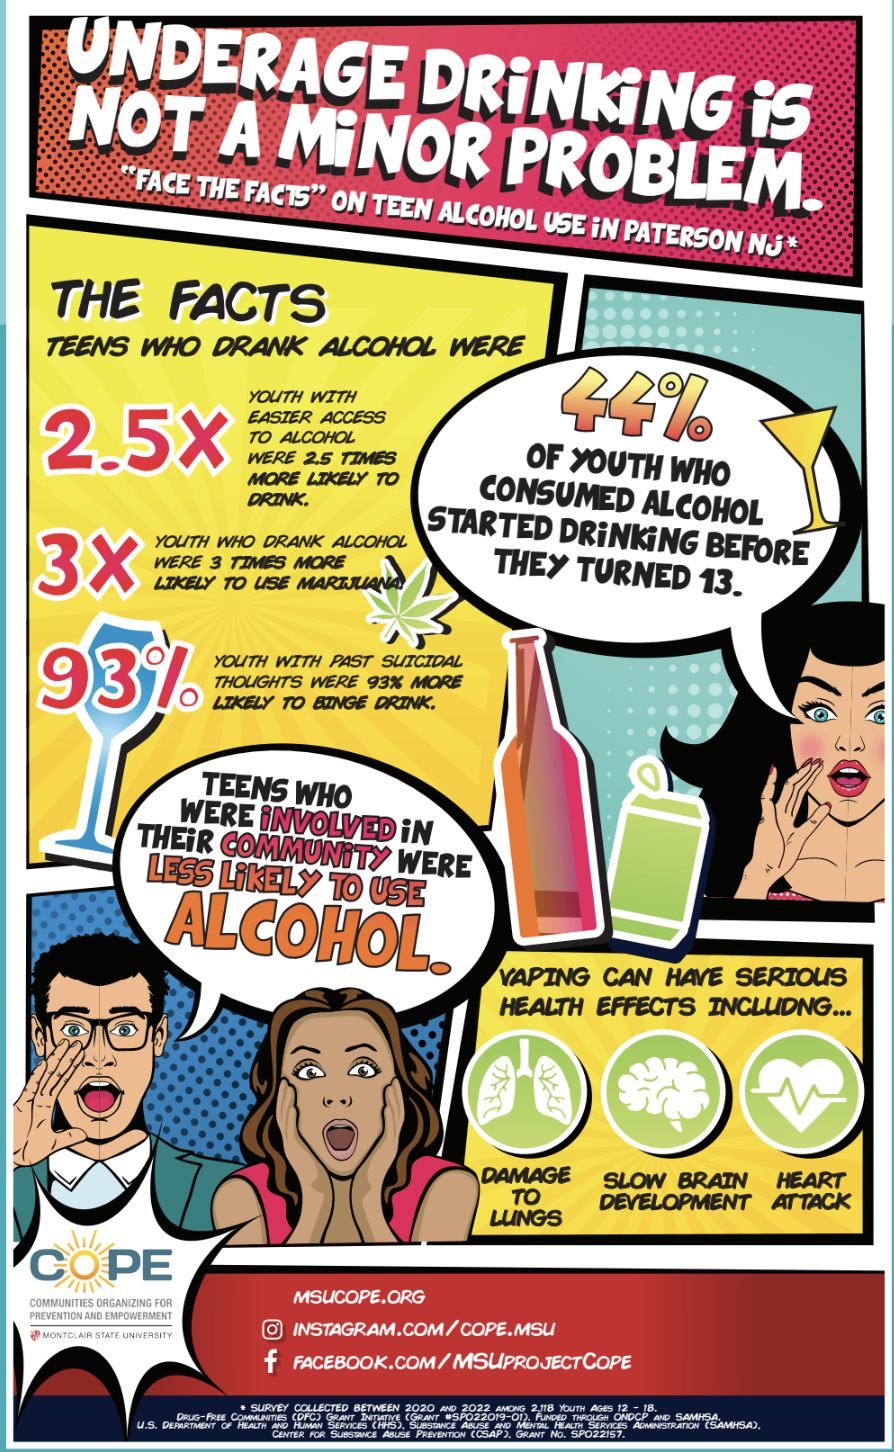 UNDERAGE DRiNKiNG iS
NOT A MiNOR PROBLEM.
“FACE THE FACTS” ON TEEN ALCOHOL USE iN PATERSON NJ*
THE FACTS
TEENS WHO DRANK ALCOHOL WERE
2.5X
YOUTH WITH
EASIER ACCESS
TO ALCOHOL
WERE 2.5 TIMES
MORE LIKELY TO
DRINK.
3X
YOUTH WHO DRANK ALCOHOL
WERE 3 TIMES MORE
LIKELY TO USE MARIJUANA!
93%
YOUTH WITH PAST SUICIDAL
THOUGHTS WERE 93% MORE
LIKELY TO BINGE DRINK.
44%
OF YOUTH WHO
CONSUMED ALCOHOL
STARTED DRiNKiNG BEFORE
THEY TURNED 13.
TEENS WHO
WERE iNVOLVED iN
THEiR COMMUNiTY WERE
LESS LiKELY TO USE
ALCOHOL.
VAPING CAN HAVE SERIOUS
HEALTH EFFECTS INCLUDNG...
DAMAGE
TO
LUNGS
SLOW BRAIN
DEVELOPMENT
HEART
ATTACK
COPE
COMMUNITIES ORGANIZING FOR
PREVENTION AND EMPOWERMENT
MONTCLAIR STATE UNIVERSITY
MSUCOPE.ORG
INSTAGRAM.COM/COPE.MSU
FACEBOOK.COM/MSUPROJECTCOPE
* SURVEY COLLECTED BETWEEN 2020 AND 2022 AMONG 2,118 YOUTH AGES 12 - 18.
DRUG-FREE COMMUNITIES (DFC) GRANT INITIATIVE (GRANT #SP022019-01). FUNDED THROUGH ONDCP AND SAMHSA.
U.S. DEPARTMENT OF HEALTH AND HUMAN SERVICES (HHS), SUBSTANCE ABUSE AND MENTAL HEALTH SERVICES ADMINISTRATION (SAMHSA),
CENTER FOR SUBSTANCE ABUSE PREVENTION (CSAP), GRANT NO. SP022157.